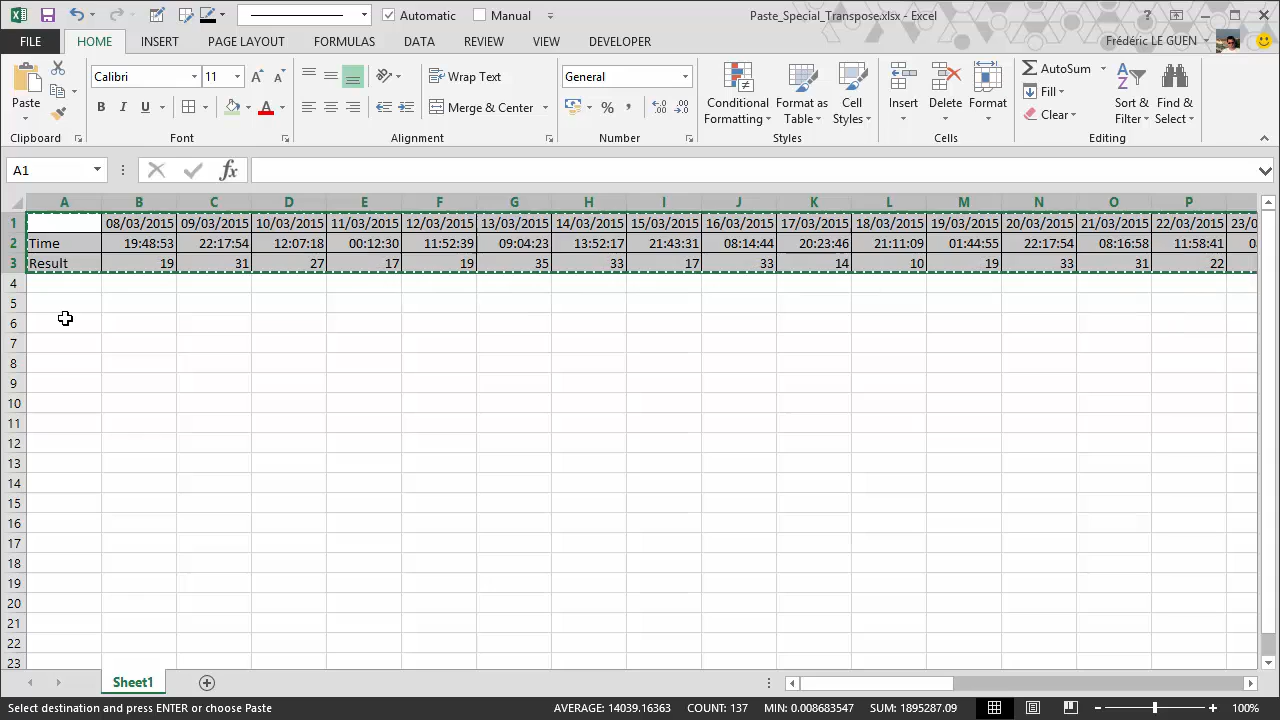 Automatic Manual Paste_Special_Transpose.xlsx - Excel ?
FILE HOME INSERT PAGE LAYOUT FORMULAS DATA REVIEW VIEW DEVELOPER Frédéric LE GUEN
Paste Calibri 11 A A Wrap Text General Conditional Formatting Format as Table Cell Styles Insert Delete Format AutoSum Fill Clear Sort & Filter Find & Select
B I U A Merge & Center % ,
Clipboard Font Alignment Number Styles Cells Editing
A1 fx
A B C D E F G H I J K L M N O P
1 08/03/2015 09/03/2015 10/03/2015 11/03/2015 12/03/2015 13/03/2015 14/03/2015 15/03/2015 16/03/2015 17/03/2015 18/03/2015 19/03/2015 20/03/2015 21/03/2015 22/03/2015 23/0
2 Time 19:48:53 22:17:54 12:07:18 00:12:30 11:52:39 09:04:23 13:52:17 21:43:31 08:14:44 20:23:46 21:11:09 01:44:55 22:17:54 08:16:58 11:58:41 0
3 Result 19 31 27 17 19 35 33 17 33 14 10 19 33 31 22
4
5
6
7
8
9
10
11
12
13
14
15
16
17
18
19
20
21
22
23
Sheet1
Select destination and press ENTER or choose Paste AVERAGE: 14039.16363 COUNT: 137 MIN: 0.008683547 SUM: 1895287.09 100%